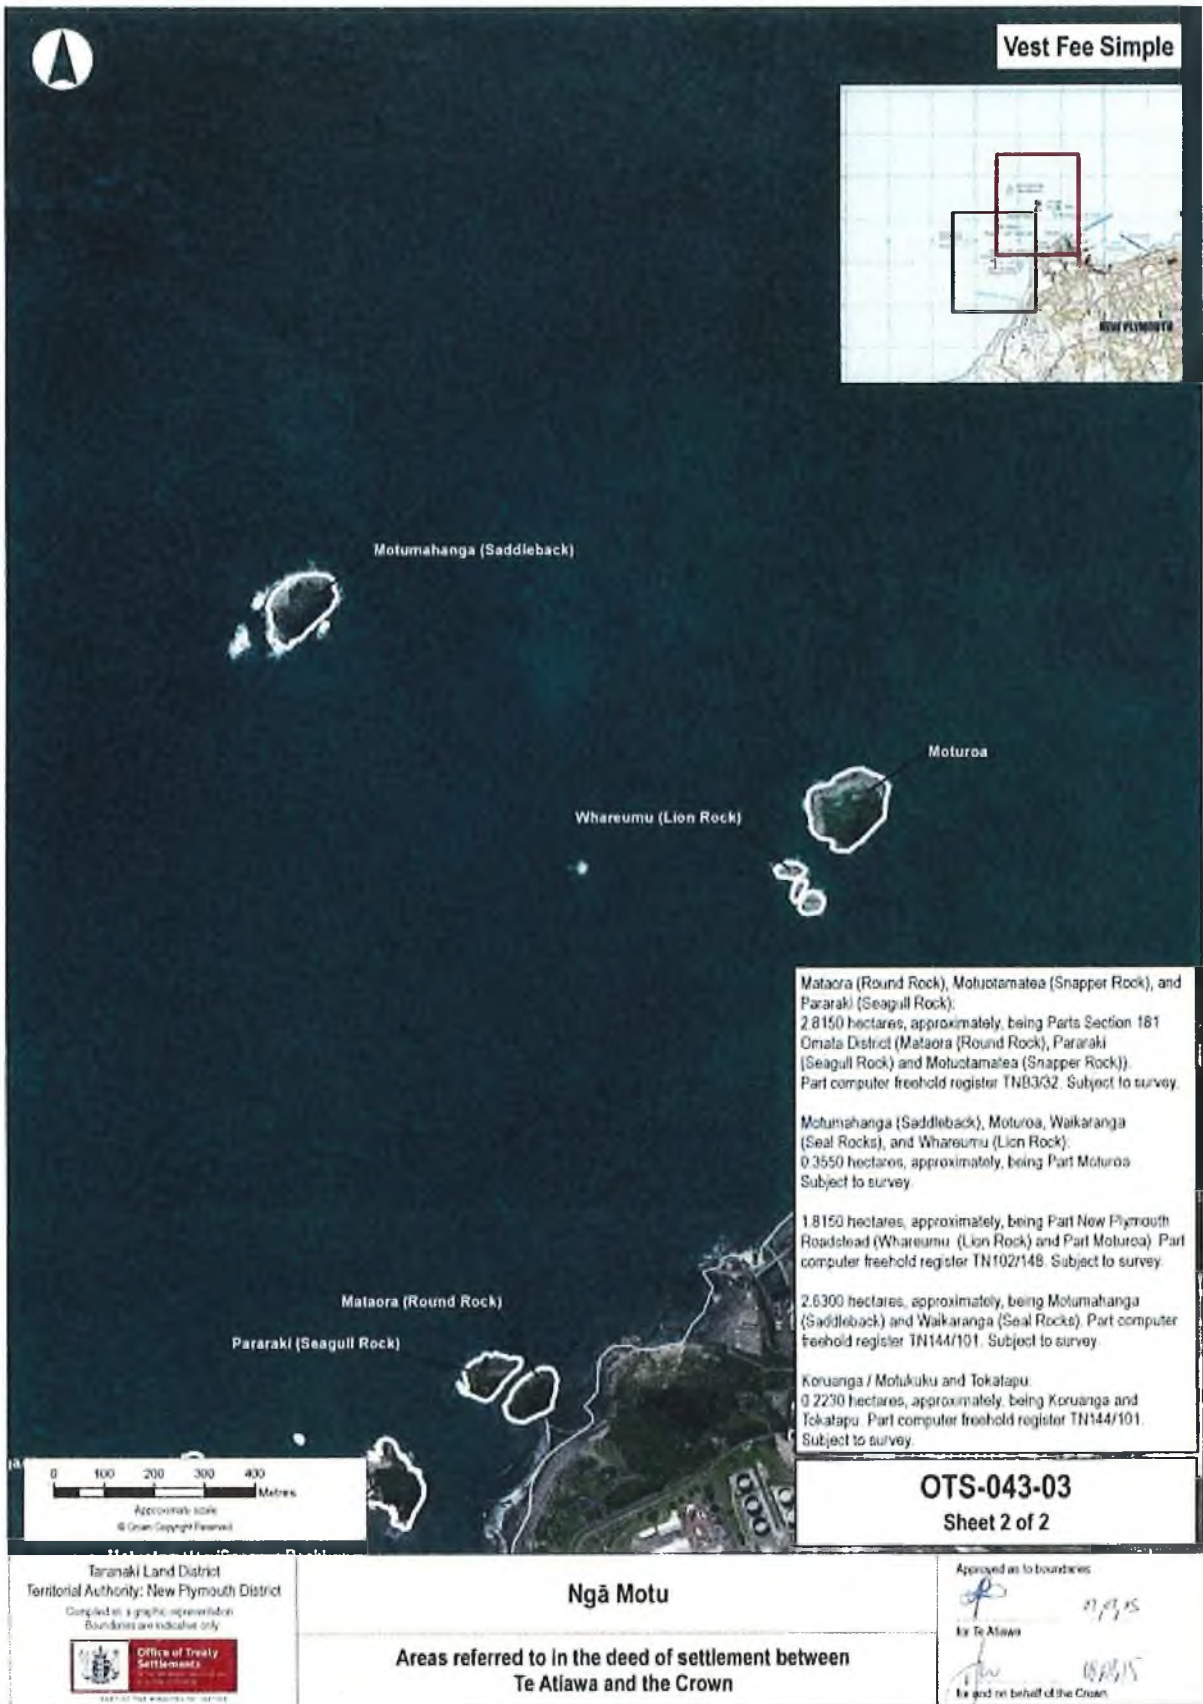 Vest Fee Simple
2
1
NEW PLYMOUTH
Motumahanga (Saddleback)
Moturoa
Whareumu (Lion Rock)
Mataora (Round Rock), Motuotamatea (Snapper Rock), and
Pararaki (Seagull Rock):
2.8150 hectares, approximately, being Parts Section 181
Omata District (Mataora (Round Rock), Pararaki
(Seagull Rock) and Motuotamatea (Snapper Rock)).
Part computer freehold register TNB3/32. Subject to survey.
Motumahanga (Saddleback), Moturoa, Waikaranga
(Seal Rocks), and Whareumu (Lion Rock):
0.3550 hectares, approximately, being Part Moturoa
Subject to survey.
1.8150 hectares, approximately, being Part New Plymouth
Roadstead (Whareumu (Lion Rock) and Part Moturoa). Part
computer freehold register TN102/148. Subject to survey.
2.6300 hectares, approximately, being Motumahanga
(Saddleback) and Waikaranga (Seal Rocks). Part computer
freehold register TN144/101. Subject to survey.
Koruanga / Motukuku and Tokatapu:
0.2230 hectares, approximately, being Koruanga and
Tokatapu. Part computer freehold register TN144/101.
Subject to survey.
Mataora (Round Rock)
Pararaki (Seagull Rock)
0 100 200 300 400
Metres
Approximate scale
© Crown Copyright Reserved
OTS-043-03
Sheet 2 of 2
Taranaki Land District
Territorial Authority: New Plymouth District
Compiled as a graphic representation
Boundaries are indicative only
Office of Treaty
Settlements
Ngā Motu
Areas referred to in the deed of settlement between
Te Atiawa and the Crown
Approved as to boundaries
for Te Atiawa
for and on behalf of the Crown